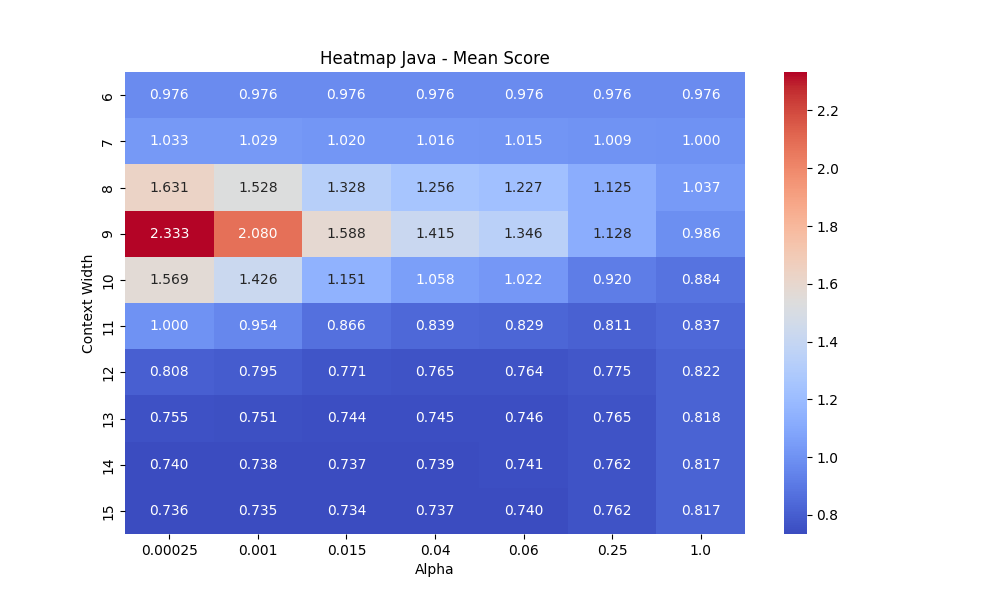 Heatmap Java - Mean Score
6 0.976 0.976 0.976 0.976 0.976 0.976 0.976
7 1.033 1.029 1.020 1.016 1.015 1.009 1.000
8 1.631 1.528 1.328 1.256 1.227 1.125 1.037
9 2.333 2.080 1.588 1.415 1.346 1.128 0.986
10 1.569 1.426 1.151 1.058 1.022 0.920 0.884
11 1.000 0.954 0.866 0.839 0.829 0.811 0.837
12 0.808 0.795 0.771 0.765 0.764 0.775 0.822
13 0.755 0.751 0.744 0.745 0.746 0.765 0.818
14 0.740 0.738 0.737 0.739 0.741 0.762 0.817
15 0.736 0.735 0.734 0.737 0.740 0.762 0.817
0.00025 0.001 0.015 0.04 0.06 0.25 1.0
Alpha
Context Width
2.2
2.0
1.8
1.6
1.4
1.2
1.0
0.8